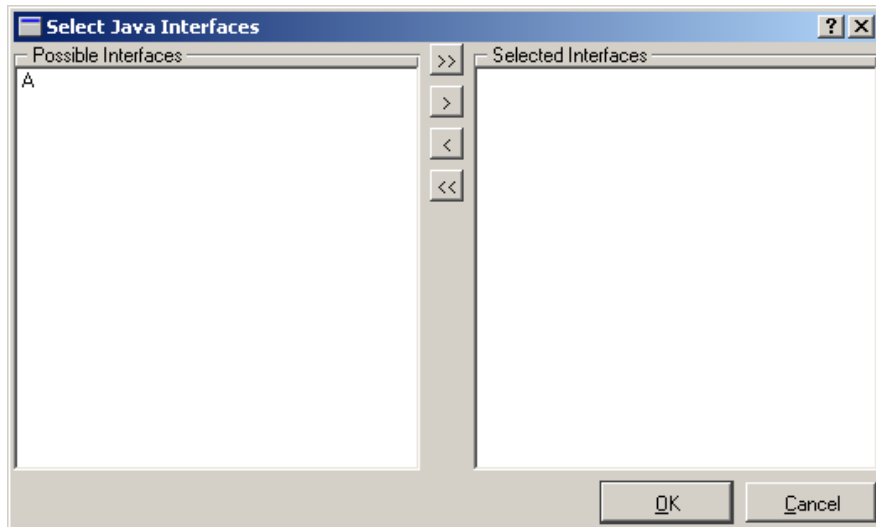 Select Java Interfaces
? X
Possible Interfaces
Selected Interfaces
A
>>
>
<
<<
OK
Cancel